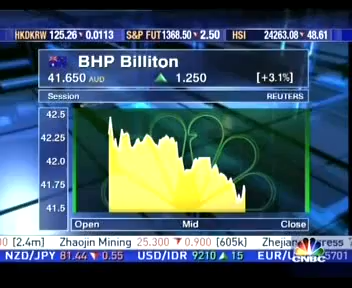 HKDKRW 125.26 ▼ 0.0113 S&P FUT 1368.50 ▼ 2.50 HSI 24263.08 ▼ 48.61
BHP Billiton
41.650 AUD ▲ 1.250 [+3.1%]
Session REUTERS
42.5
42.25
42.0
41.75
41.5
Open Mid Close
[2.4m] Zhaojin Mining 25.300 ▼ 0.900 [605k] Zhejiang 7
NZD/JPY 81.44 ▼ 0.55 USD/IDR 9210 ▲ 15 EUR/ 5701
CNBC